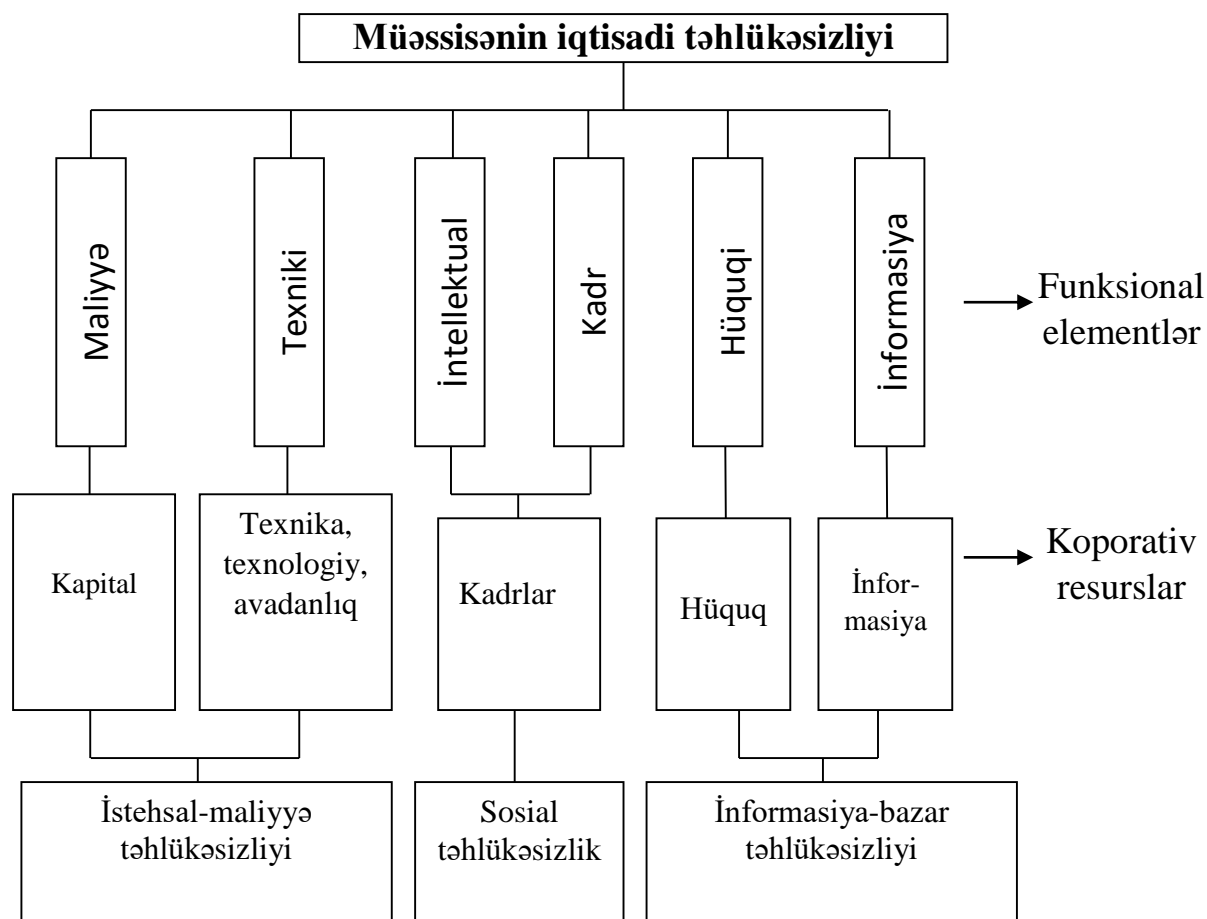 Müəssisənin iqtisadi təhlükəsizliyi
Maliyyə
Texniki
İntellektual
Kadr
Hüquqi
İnformasiya
Funksional
elementlər
Kapital
Texnika,
texnologiy,
avadanlıq
Kadrlar
Hüquq
İnfor-
masiya
Koporativ
resurslar
İstehsal-maliyyə
təhlükəsizliyi
Sosial
təhlükəsizlik
İnformasiya-bazar
təhlükəsizliyi